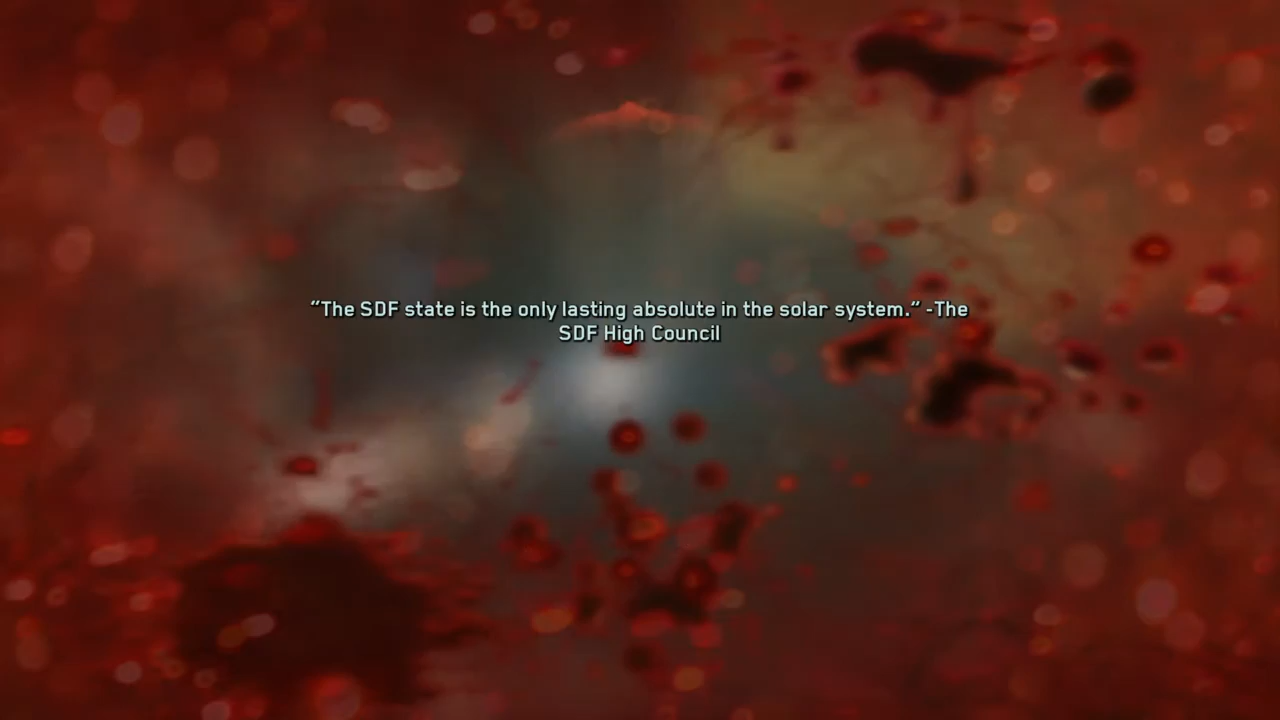 “The SDF state is the only lasting absolute in the solar system.” -The
SDF High Council